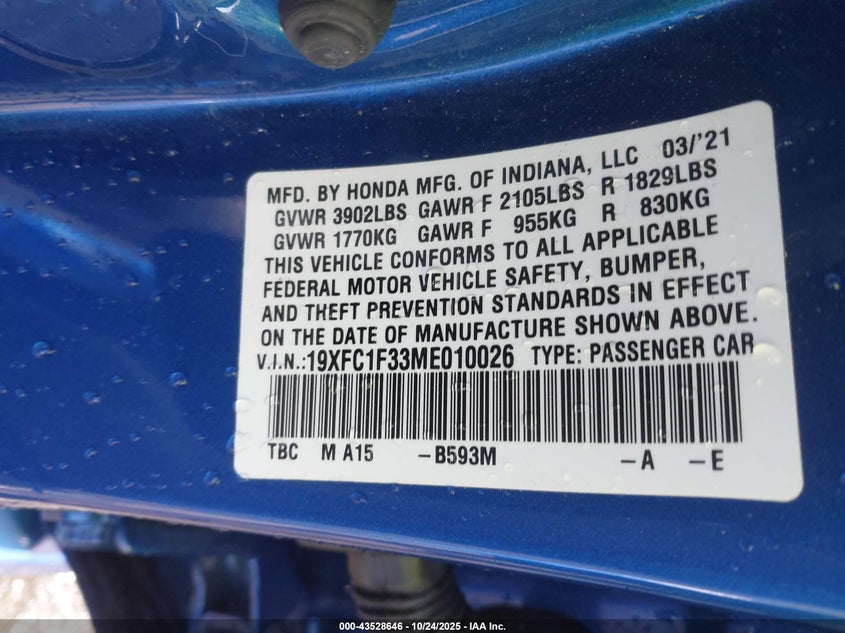 MFD. BY HONDA MFG. OF INDIANA, LLC 03/'21
GVWR 3902LBS GAWR F 2105LBS R 1829LBS
GVWR 1770KG GAWR F 955KG R 830KG
THIS VEHICLE CONFORMS TO ALL APPLICABLE
FEDERAL MOTOR VEHICLE SAFETY, BUMPER,
AND THEFT PREVENTION STANDARDS IN EFFECT
ON THE DATE OF MANUFACTURE SHOWN ABOVE.
V.I.N.:19XFC1F33ME010026 TYPE: PASSENGER CAR
TBC M A15 –B593M –A –E
000-43528646 | 10/24/2025 | IAA Inc.